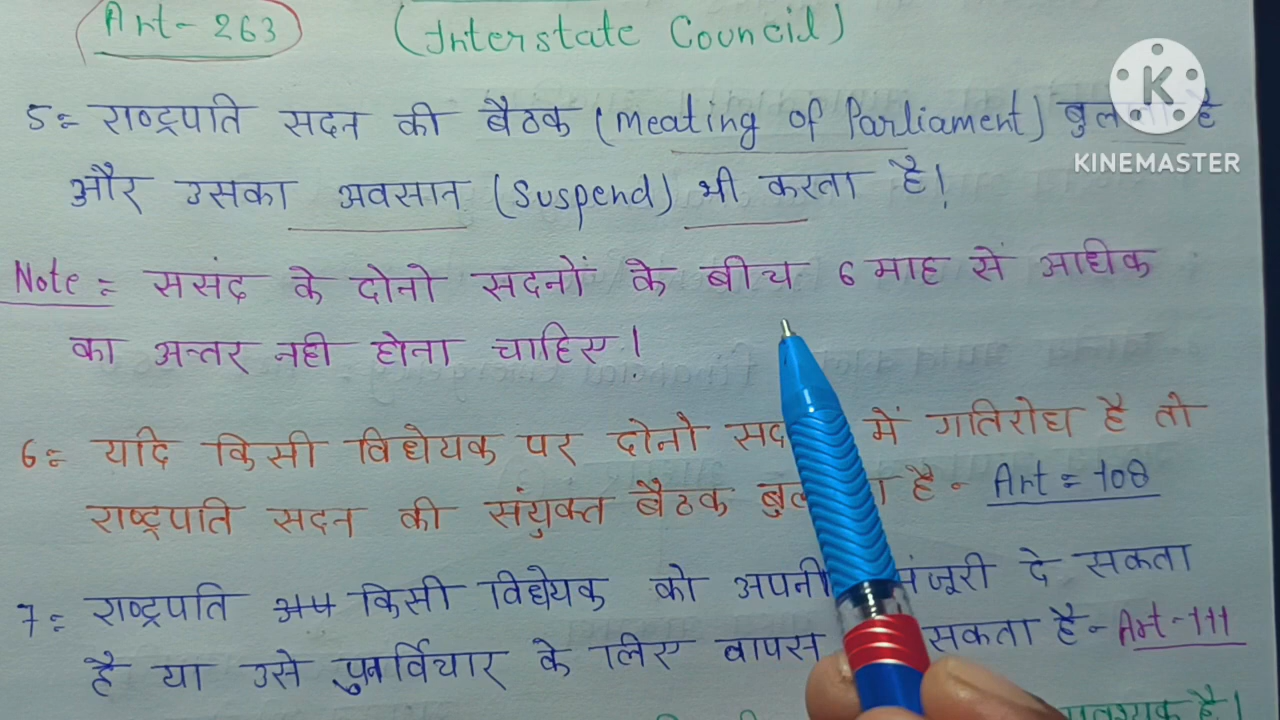 Art- 263 (Interstate Council)
5= राष्ट्रपति सदन की बैठक (meating of Parliament) है
KINEMASTER
और उसका अवसान (Suspend) भी करता है।
Note = ससंद के दोनो सदनों के बीच 6 माह से अधिक
का अन्तर नही होना चाहिए।
6= यदि किसी विधेयक पर दोनो में गतिरोध है तो
राष्ट्रपति सदन की संयुक्त बैठक है - Art = 108
7= राष्ट्रपति किसी विधेयक को अपनी दे सकता
है या उसे पुनर्विचार के लिए वापस सकता है - Art-111
है।